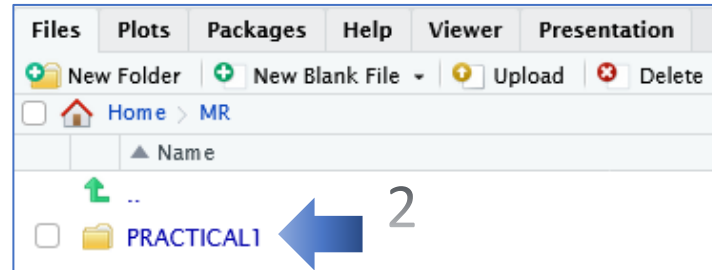 Files Plots Packages Help Viewer Presentation
New Folder New Blank File Upload Delete
Home MR
Name
..
PRACTICAL1 2